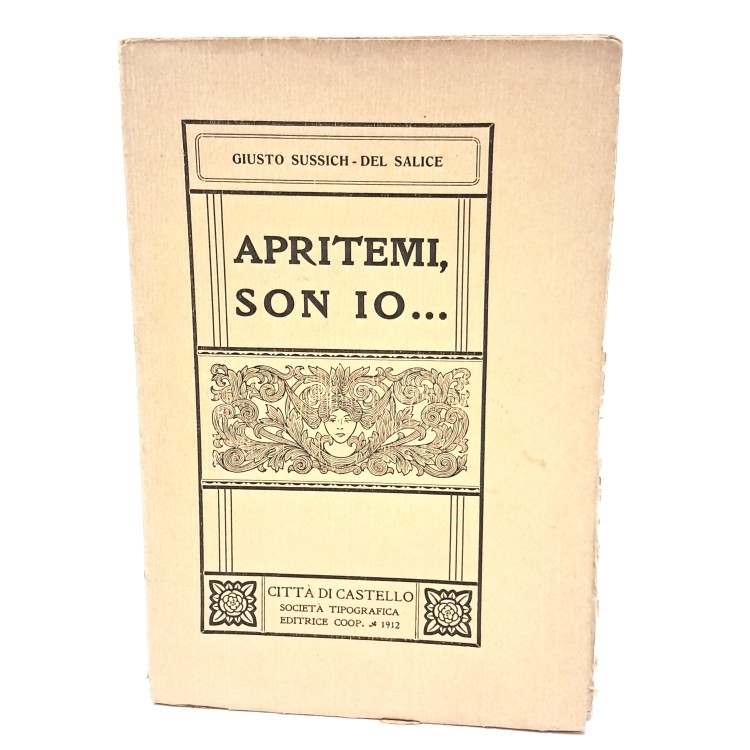 GIUSTO SUSSICH - DEL SALICE
APRITEMI,
SON IO...
CITTÀ DI CASTELLO
SOCIETÀ TIPOGRAFICA
EDITRICE COOP. 1912